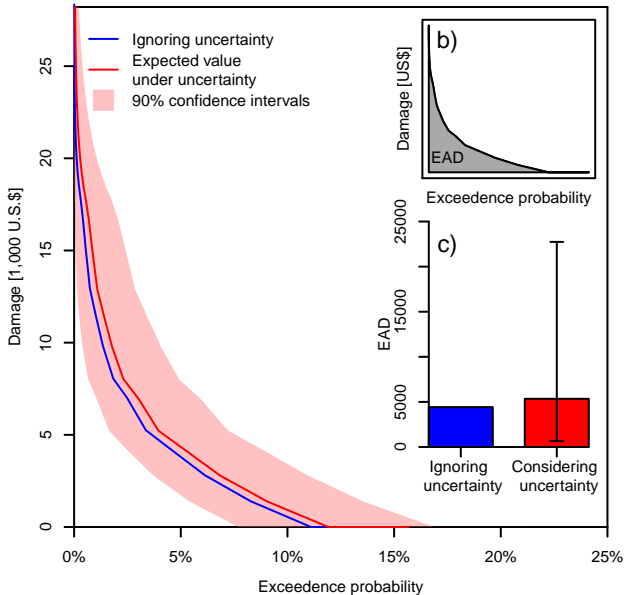 Ignoring uncertainty
Expected value
under uncertainty
90% confidence intervals
Damage [1,000 U.S.$]
0
5
10
15
20
25
0%
5%
10%
15%
20%
25%
Exceedence probability
b)
Damage [US$]
EAD
Exceedence probability
c)
EAD
0
5000
15000
25000
Ignoring
uncertainty
Considering
uncertainty